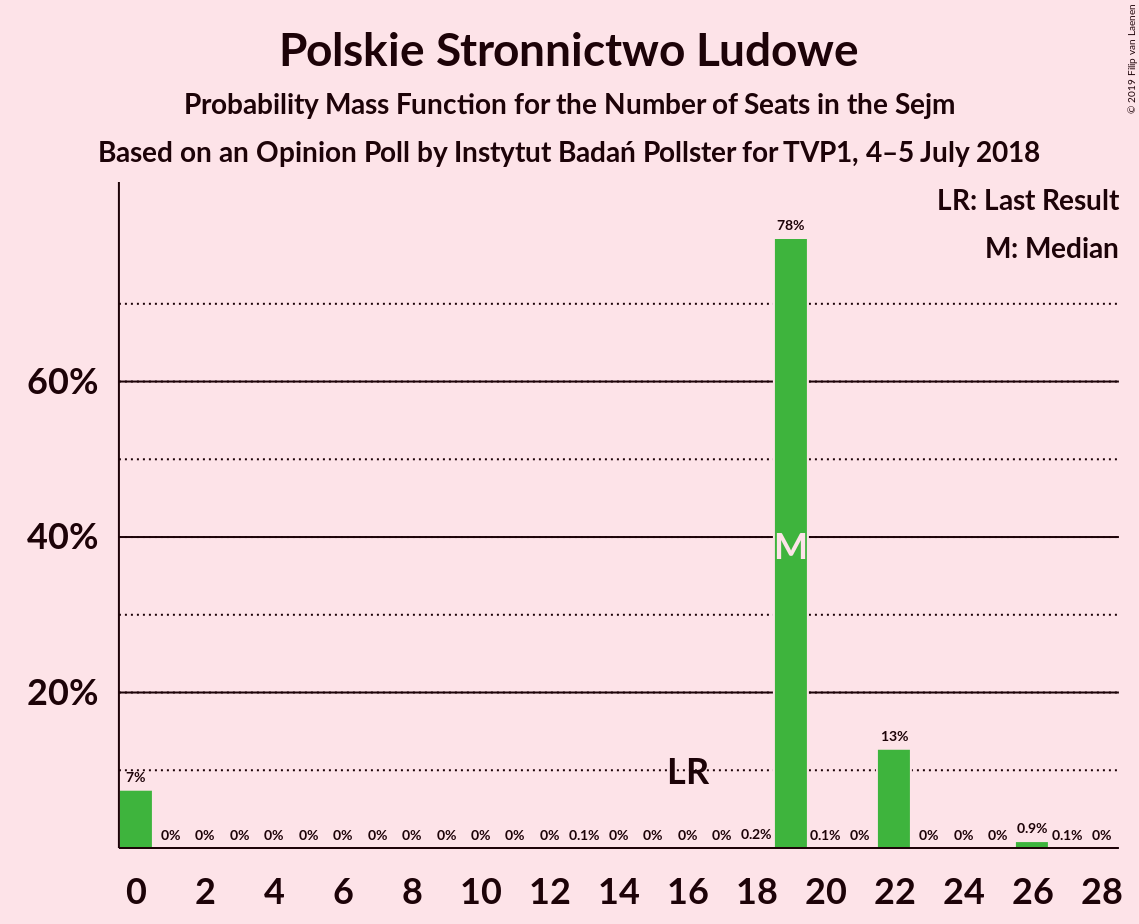 Polskie Stronnictwo Ludowe
Probability Mass Function for the Number of Seats in the Sejm
Based on an Opinion Poll by Instytut Badań Pollster for TVP1, 4–5 July 2018
© 2019 Filip van Laenen
LR: Last Result
M: Median
60%
40%
20%
7% 0% 0% 0% 0% 0% 0% 0% 0% 0% 0% 0% 0% 0.1% 0% 0% 0% 0% 0.2% 78% 0.1% 0% 13% 0% 0% 0% 0.9% 0.1% 0%
M
LR
0 2 4 6 8 10 12 14 16 18 20 22 24 26 28